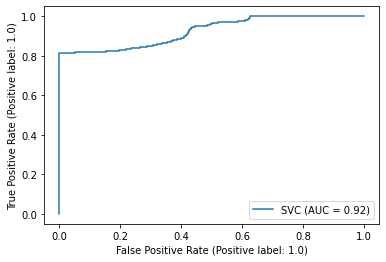 True Positive Rate (Positive label: 1.0)
1.0
0.8
0.6
0.4
0.2
0.0
SVC (AUC = 0.92)
0.0 0.2 0.4 0.6 0.8 1.0
False Positive Rate (Positive label: 1.0)